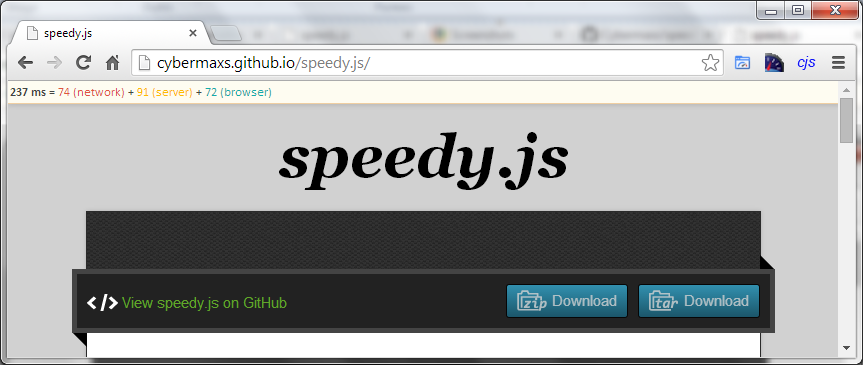 speedy.js
cybermaxs.github.io/speedy.js/
cjs
237 ms = 74 (network) + 91 (server) + 72 (browser)
speedy.js
</> View speedy.js on GitHub
zip Download
tar Download